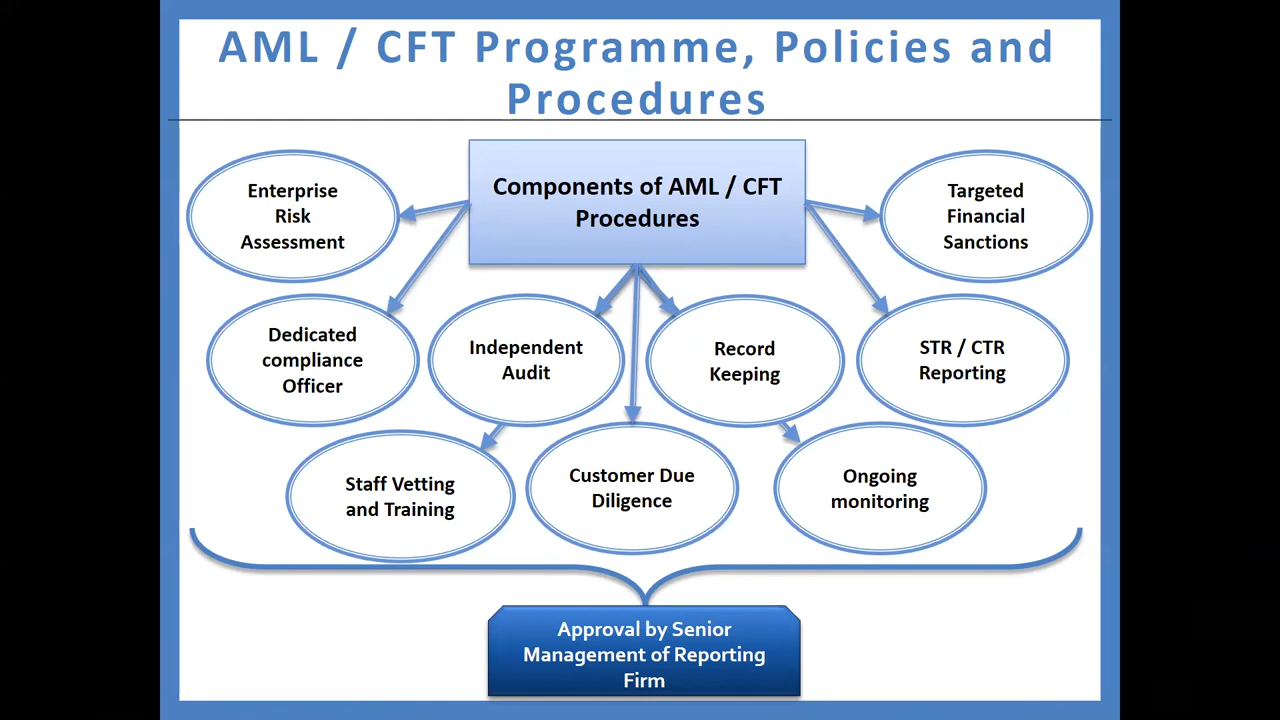 AML / CFT Programme, Policies and
Procedures
Components of AML / CFT
Procedures
Enterprise
Risk
Assessment
Targeted
Financial
Sanctions
Dedicated
compliance
Officer
Independent
Audit
Record
Keeping
STR / CTR
Reporting
Staff Vetting
and Training
Customer Due
Diligence
Ongoing
monitoring
Approval by Senior
Management of Reporting
Firm